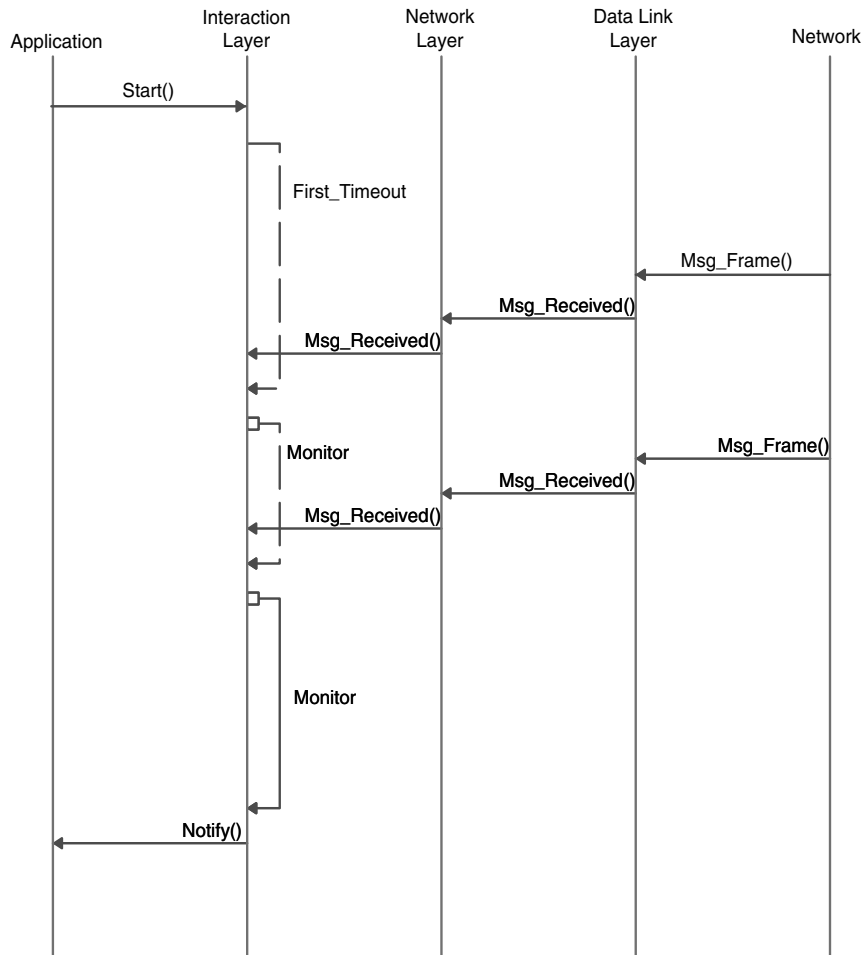 Application
Interaction
Layer
Network
Layer
Data Link
Layer
Network
Start()
First_Timeout
Msg_Frame()
Msg_Received()
Msg_Received()
Monitor
Msg_Frame()
Msg_Received()
Msg_Received()
Monitor
Notify()